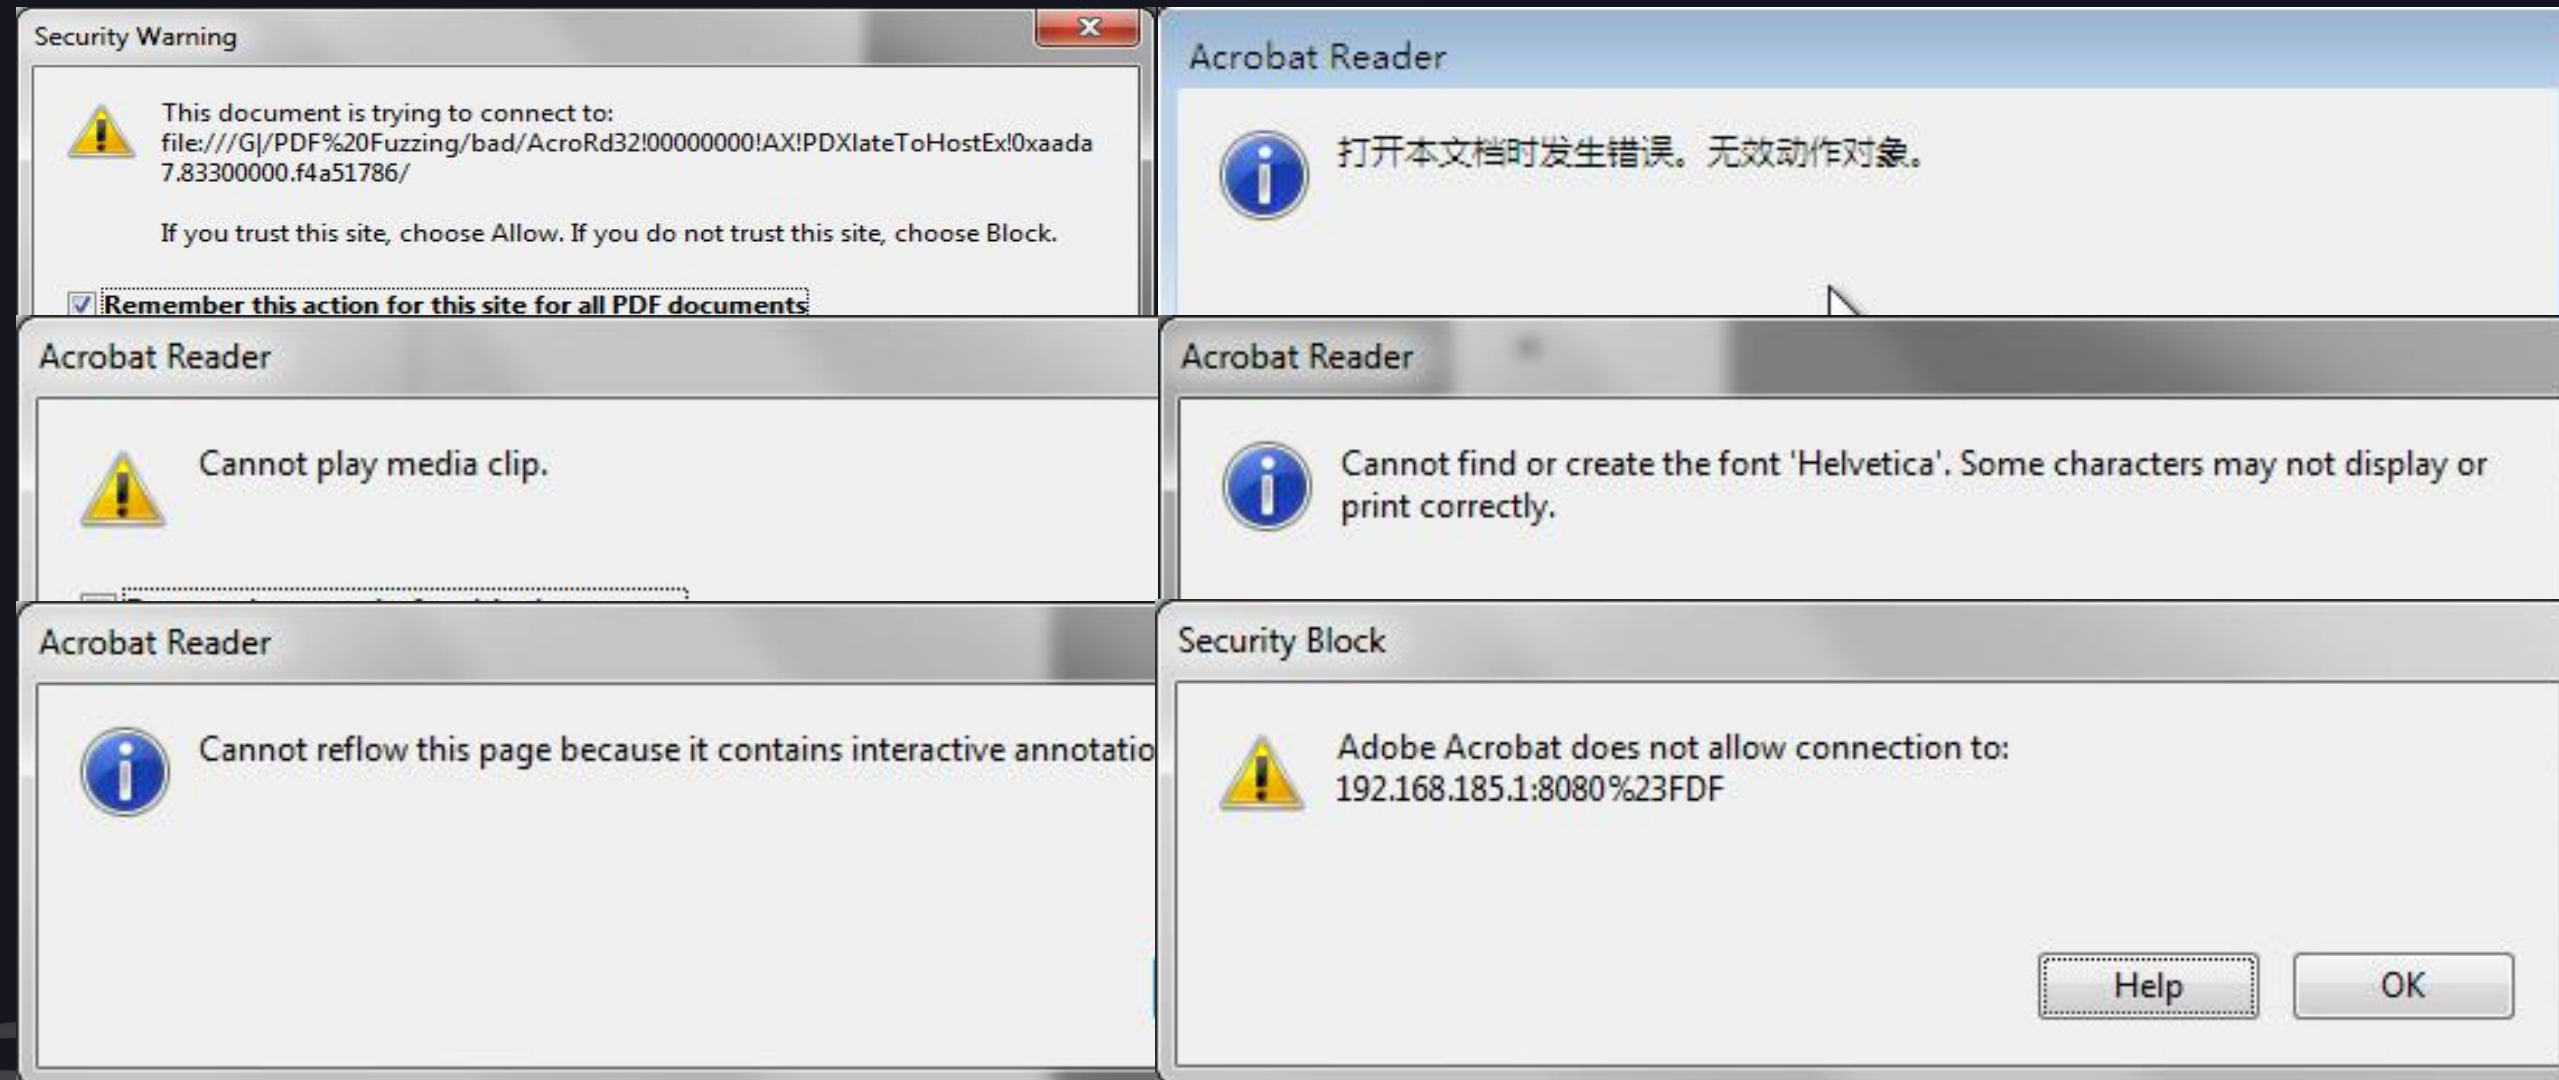 Security Warning
This document is trying to connect to:
file:///G|/PDF%20Fuzzing/bad/AcroRd32!00000000!AX!PDXlateToHostEx!0xaada
7.83300000.f4a51786/
If you trust this site, choose Allow. If you do not trust this site, choose Block.
Remember this action for this site for all PDF documents
Acrobat Reader
打开本文档时发生错误。无效动作对象。
Acrobat Reader
Cannot play media clip.
Acrobat Reader
Cannot find or create the font 'Helvetica'. Some characters may not display or
print correctly.
Acrobat Reader
Cannot reflow this page because it contains interactive annotatio
Security Block
Adobe Acrobat does not allow connection to:
192.168.185.1:8080%23FDF
Help
OK